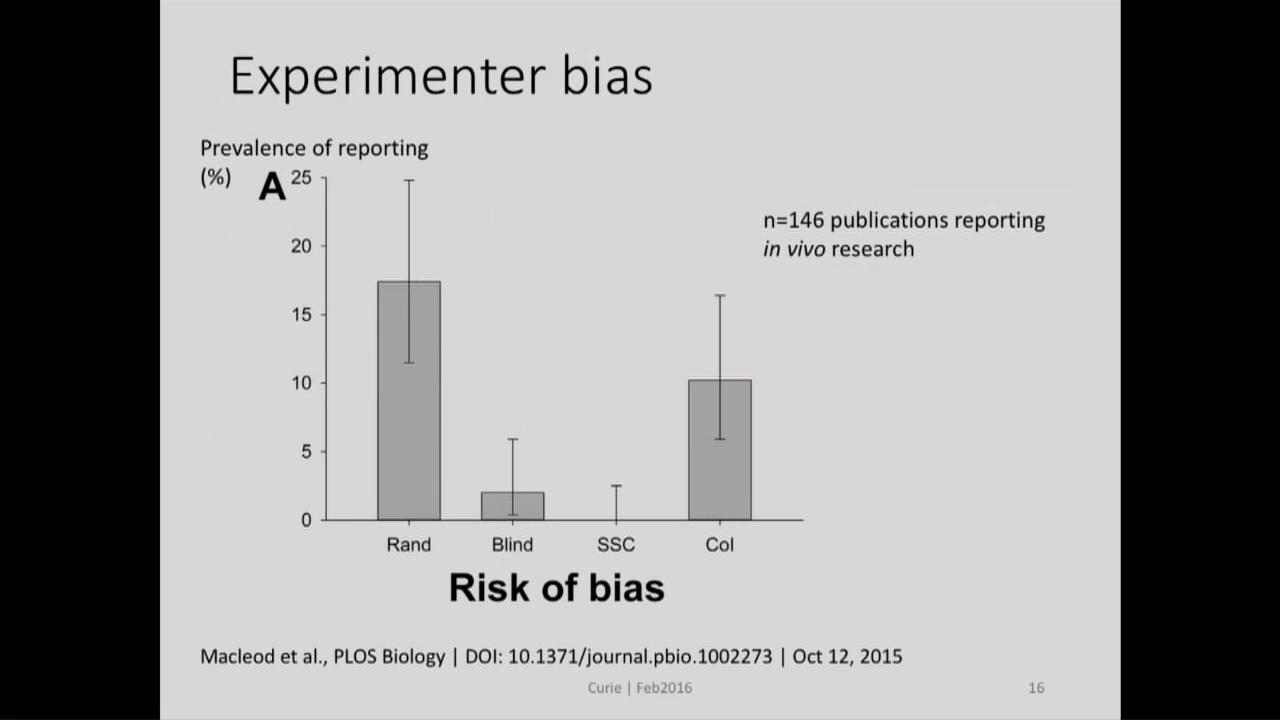 Experimenter bias
Prevalence of reporting
(%)
A
25
20
15
10
5
0
n=146 publications reporting
in vivo research
Rand Blind SSC CoI
Risk of bias
Macleod et al., PLOS Biology | DOI: 10.1371/journal.pbio.1002273 | Oct 12, 2015
Curie | Feb2016
16